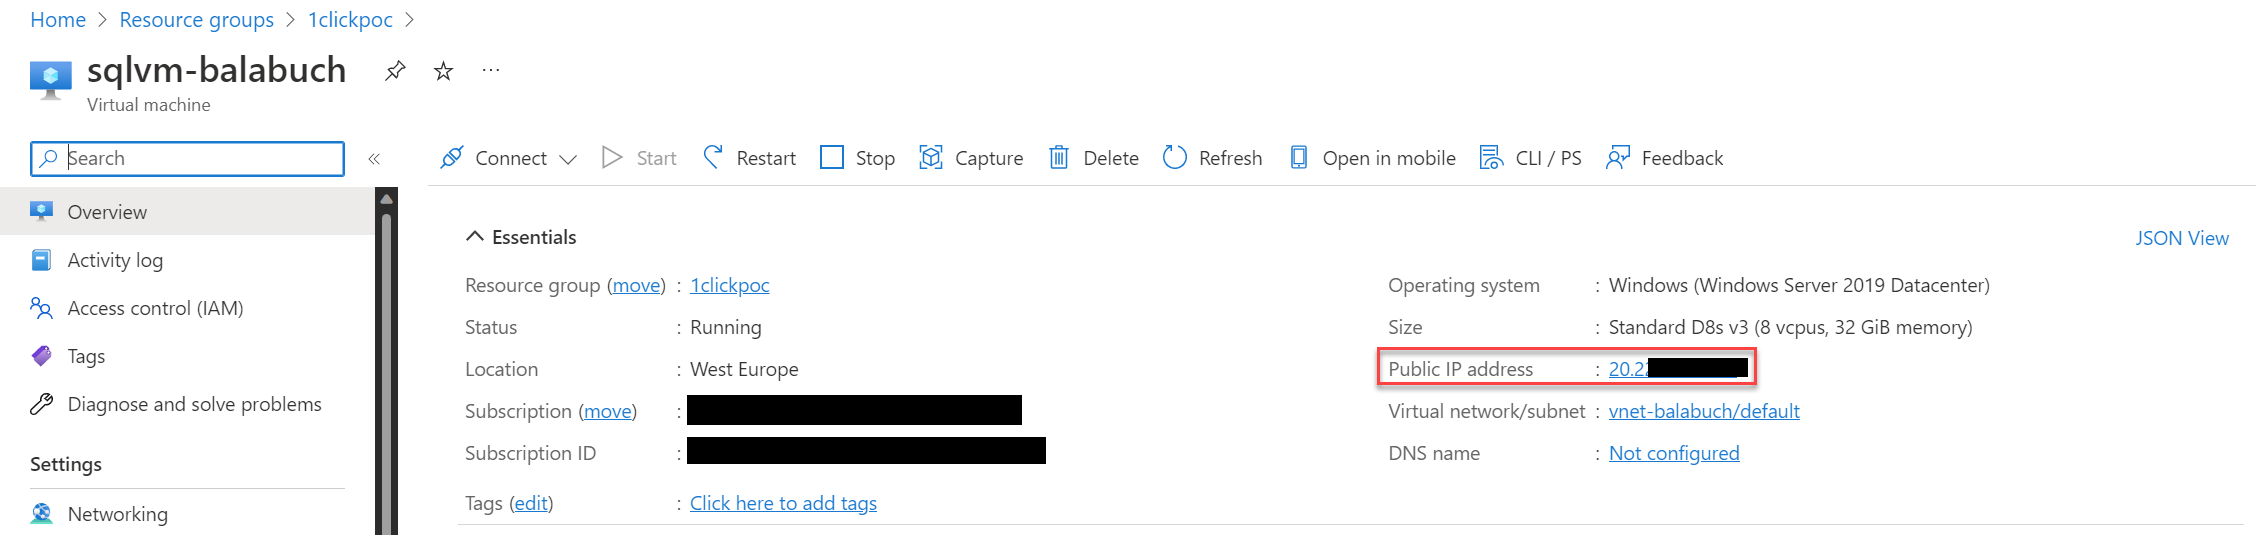 Home > Resource groups > 1clickpoc >
sqlvm-balabuch
Virtual machine
Search
Connect Start Restart Stop Capture Delete Refresh Open in mobile CLI / PS Feedback
Overview
Activity log
Access control (IAM)
Tags
Diagnose and solve problems
Settings
Networking
Essentials
JSON View
Resource group (move) : 1clickpoc
Status : Running
Location : West Europe
Subscription (move) :
Subscription ID :
Tags (edit) : Click here to add tags
Operating system : Windows (Windows Server 2019 Datacenter)
Size : Standard D8s v3 (8 vcpus, 32 GiB memory)
Public IP address : 20.2
Virtual network/subnet : vnet-balabuch/default
DNS name : Not configured